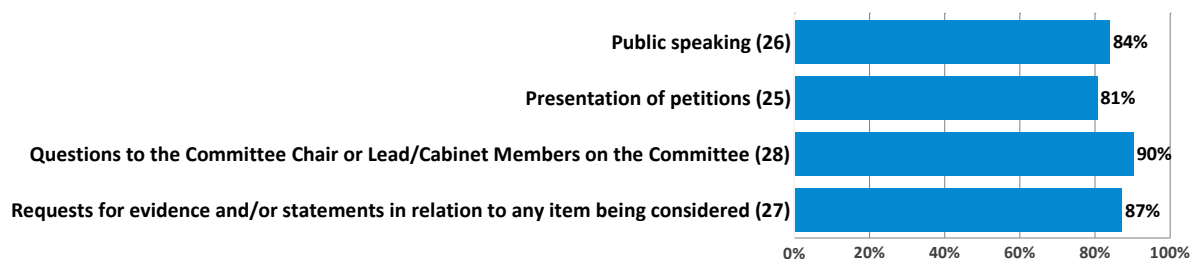 Public speaking (26) 84%
Presentation of petitions (25) 81%
Questions to the Committee Chair or Lead/Cabinet Members on the Committee (28) 90%
Requests for evidence and/or statements in relation to any item being considered (27) 87%
0% 20% 40% 60% 80% 100%